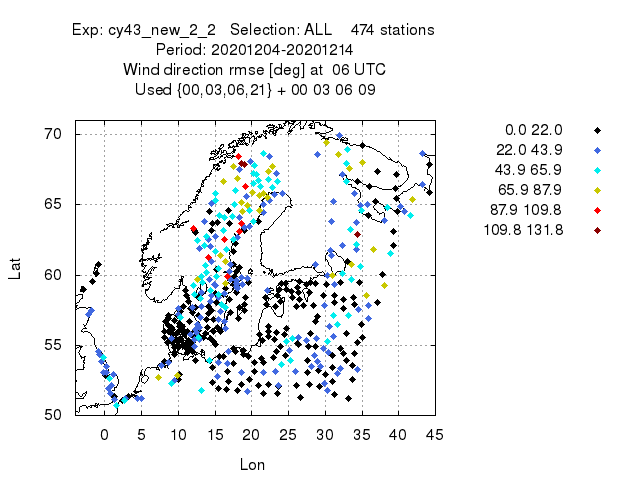 Exp: cy43_new_2_2 Selection: ALL 474 stations
Period: 20201204-20201214
Wind direction rmse [deg] at 06 UTC
Used {00,03,06,21} + 00 03 06 09
0.0 22.0
22.0 43.9
43.9 65.9
65.9 87.9
87.9 109.8
109.8 131.8
Lat
70
65
60
55
50
0 5 10 15 20 25 30 35 40 45
Lon